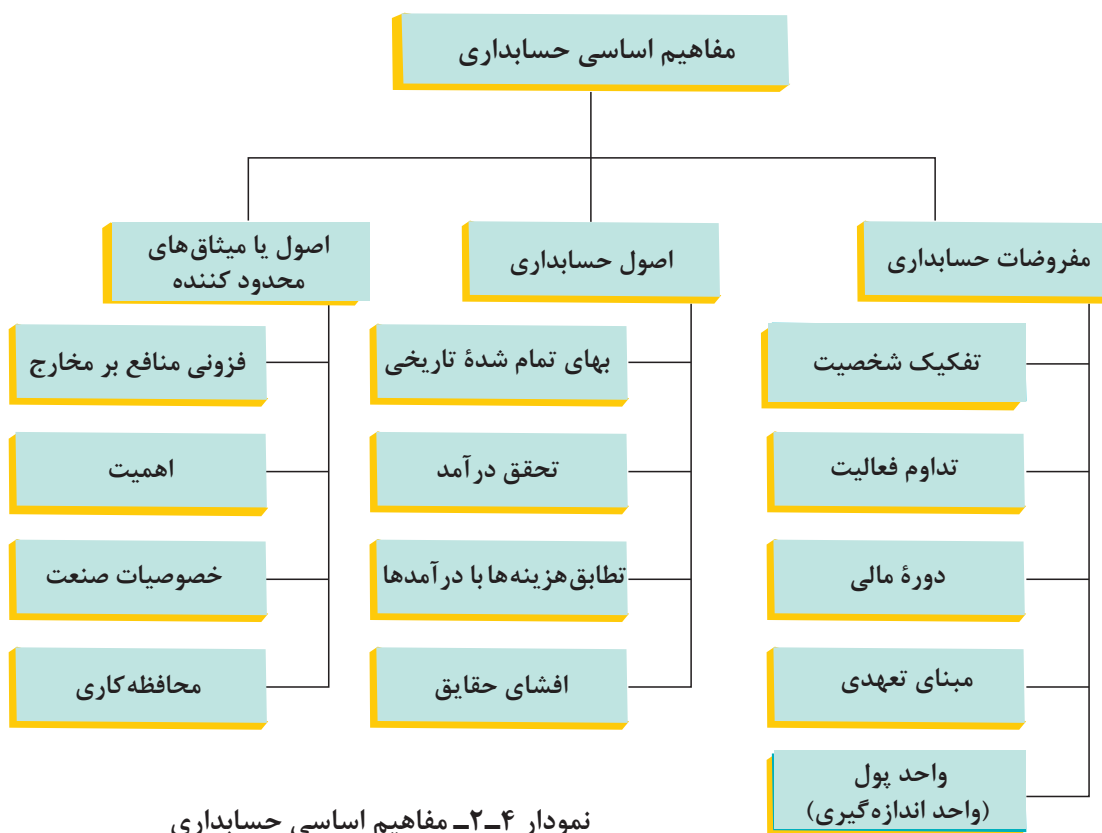 مفاهیم اساسی حسابداری
مفروضات حسابداری
تفکیک شخصیت
تداوم فعالیت
دورۀ مالی
مبنای تعهدی
واحد پول
(واحد اندازه‌گیری)
اصول حسابداری
بهای تمام شدۀ تاریخی
تحقق درآمد
تطابق هزینه‌ها با درآمدها
افشای حقایق
اصول یا میثاق‌های
محدود کننده
فزونی منافع بر مخارج
اهمیت
خصوصیات صنعت
محافظه‌کاری
نمودار ۴ــ۲ــ مفاهیم اساسی حسابداری